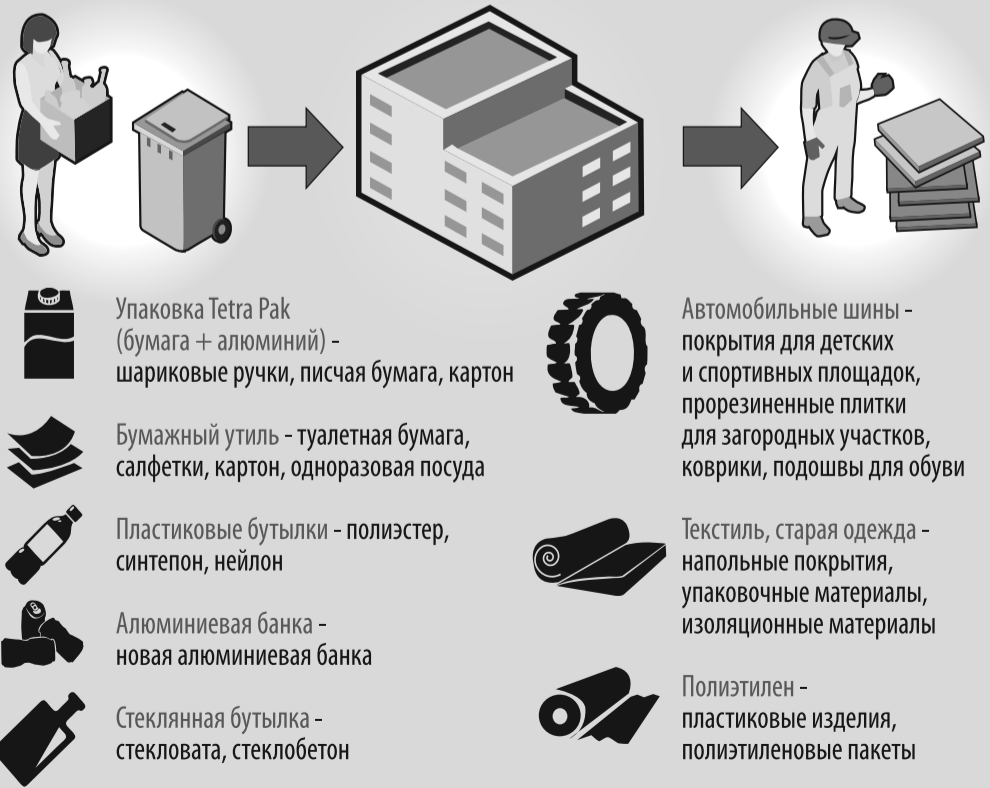 Упаковка Tetra Pak
(бумага + алюминий) -
шариковые ручки, писчая бумага, картон
Бумажный утиль - туалетная бумага,
салфетки, картон, одноразовая посуда
Пластиковые бутылки - полиэстер,
синтепон, нейлон
Алюминиевая банка -
новая алюминиевая банка
Стеклянная бутылка -
стекловата, стеклобетон
Автомобильные шины -
покрытия для детских
и спортивных площадок,
прорезиненные плитки
для загородных участков,
коврики, подошвы для обуви
Текстиль, старая одежда -
напольные покрытия,
упаковочные материалы,
изоляционные материалы
Полиэтилен -
пластиковые изделия,
полиэтиленовые пакеты